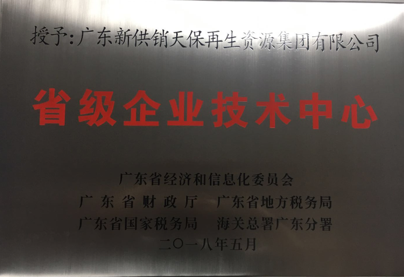 授予:广东新供销天保再生资源集团有限公司
省级企业技术中心
广东省经济和信息化委员会
广东省财政厅 广东省地方税务局
广东省国家税务局 海关总署广东分署
二〇一八年五月